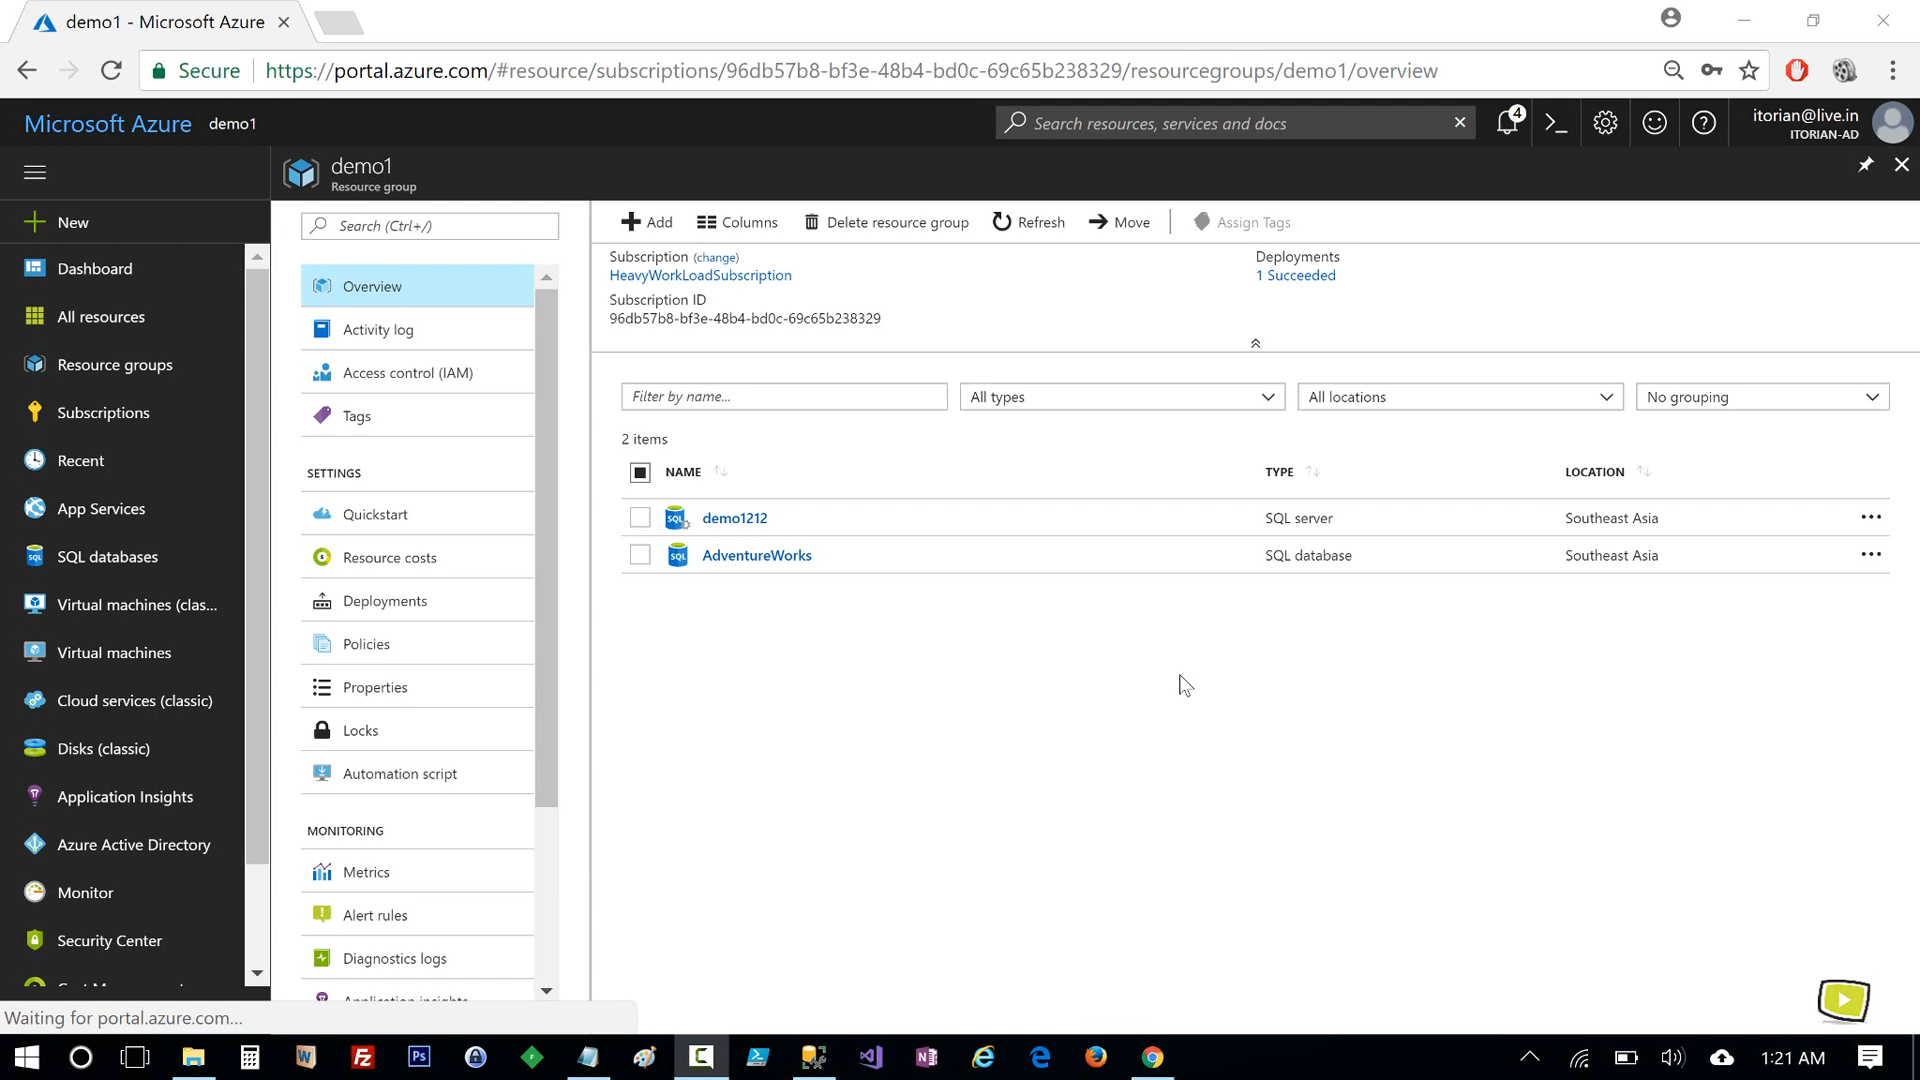 demo1 - Microsoft Azure
Secure
https://portal.azure.com/#resource/subscriptions/96db57b8-bf3e-48b4-bd0c-69c65b238329/resourcegroups/demo1/overview
Microsoft Azure
demo1
Search resources, services and docs
4
itorian@live.in
ITORIAN-AD
demo1
Resource group
New
Dashboard
All resources
Resource groups
Subscriptions
Recent
App Services
SQL databases
Virtual machines (clas...
Virtual machines
Cloud services (classic)
Disks (classic)
Application Insights
Azure Active Directory
Monitor
Security Center
Search (Ctrl+/)
Overview
Activity log
Access control (IAM)
Tags
SETTINGS
Quickstart
Resource costs
Deployments
Policies
Properties
Locks
Automation script
MONITORING
Metrics
Alert rules
Diagnostics logs
Application insights
Add
Columns
Delete resource group
Refresh
Move
Assign Tags
Subscription (change)
HeavyWorkLoadSubscription
Subscription ID
96db57b8-bf3e-48b4-bd0c-69c65b238329
Deployments
1 Succeeded
Filter by name...
All types
All locations
No grouping
2 items
NAME TYPE LOCATION
demo1212 SQL server Southeast Asia
AdventureWorks SQL database Southeast Asia
Waiting for portal.azure.com...
1:21 AM